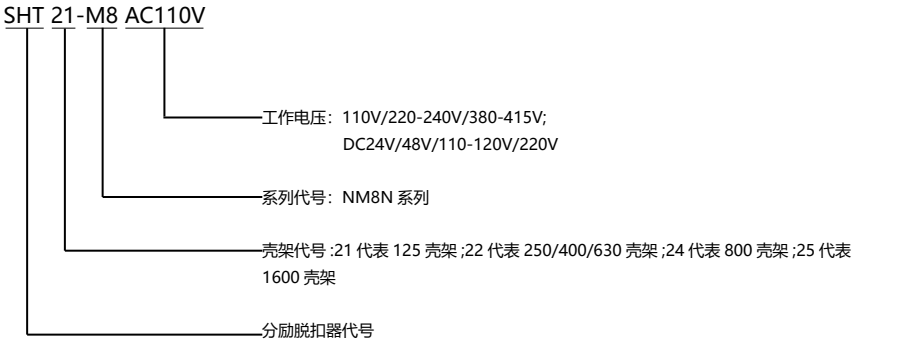 SHT 21-M8 AC110V
工作电压：110V/220-240V/380-415V;
DC24V/48V/110-120V/220V
系列代号：NM8N 系列
壳架代号 :21 代表 125 壳架 ;22 代表 250/400/630 壳架 ;24 代表 800 壳架 ;25 代表
1600 壳架
分励脱扣器代号